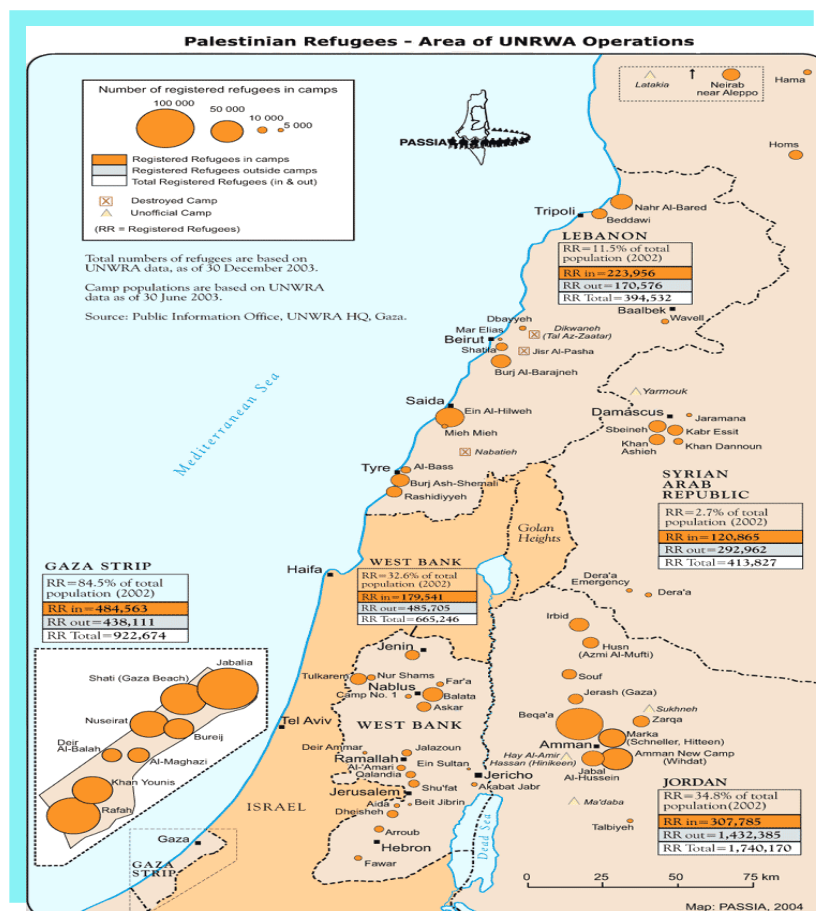 Palestinian Refugees - Area of UNRWA Operations
Number of registered refugees in camps
100 000
50 000
10 000
5 000
Registered Refugees in camps
Registered Refugees outside camps
Total Registered Refugees (in & out)
Destroyed Camp
Unofficial Camp
(RR = Registered Refugees)
Total numbers of refugees are based on
UNWRA data, as of 30 December 2003.
Camp populations are based on UNWRA
data as of 30 June 2003.
Source: Public Information Office, UNWRA HQ, Gaza.
PASSIA
Latakia
Neirab
near Aleppo
Hama
Homs
Nahr Al-Bared
Tripoli
Beddawi
LEBANON
RR=11.5% of total
population (2002)
RR in=223,956
RR out=170,576
RR Total=394,532
Baalbek
Wavell
Dbayyeh
Mar Elias
Dikwaneh
(Tal Az-Zaatar)
Beirut
Shatila
Jisr Al-Pasha
Burj Al-Barajneh
Mediterranean Sea
Yarmouk
Saida
Ein Al-Hilweh
Mieh Mieh
Damascus
Jaramana
Sbeineh
Kabr Essit
Khan
Ashieh
Khan Dannoun
Nabatieh
Tyre
Al-Bass
Burj Ash-Shemali
Rashidiyyeh
SYRIAN
ARAB
REPUBLIC
RR=2.7% of total
population (2002)
RR in=120,865
RR out=292,962
RR Total=413,827
Golan
Heights
GAZA STRIP
RR=84.5% of total
population (2002)
RR in=484,563
RR out=438,111
RR Total=922,674
Haifa
WEST BANK
RR=32.6% of total
population (2002)
RR in=179,541
RR out=485,705
RR Total=665,246
Dera'a
Emergency
Dera'a
Irbid
Husn
(Azmi Al-Mufti)
Souf
Jerash (Gaza)
Sukhneh
Zarqa
Beqa'a
Marka
(Schneller, Hitteen)
Amman
Amman New Camp
(Wihdat)
Hay Al-Amir
Hassan (Hinikeen)
Jabal
Al-Hussein
Ma'daba
Talbiyeh
JORDAN
RR=34.8% of total
population(2002)
RR in=307,785
RR out=1,432,385
RR Total=1,740,170
Jabalia
Shati (Gaza Beach)
Nuseirat
Bureij
Deir
Al-Balah
Al-Maghazi
Khan Younis
Rafah
Tel Aviv
Jenin
Tulkarem
Nur Shams
Far'a
Nablus
Camp No. 1
Balata
Askar
WEST BANK
Deir Ammar
Jalazoun
Ramallah
Ein Sultan
Al-'Amari
Qalandia
Jericho
Shu'fat
Akabat Jabr
Jerusalem
Aida
Beit Jibrin
Dheisheh
Arroub
Hebron
Fawar
ISRAEL
Dead Sea
Gaza
GAZA
STRIP
0
25
50
75 km
Map: PASSIA, 2004